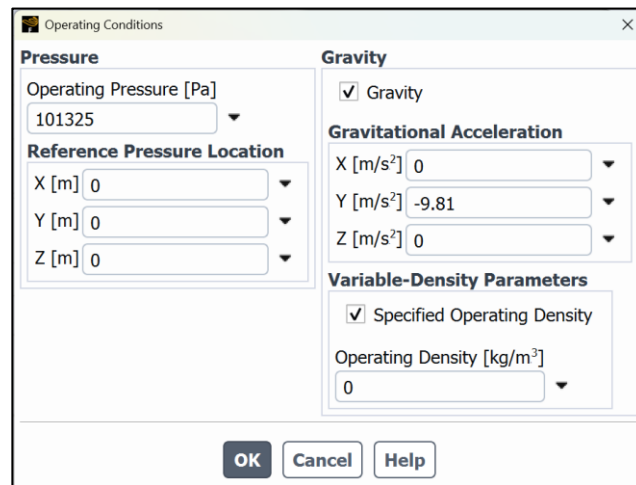 Operating Conditions
Pressure
Operating Pressure [Pa]
101325
Reference Pressure Location
X [m] 0
Y [m] 0
Z [m] 0
Gravity
Gravity
Gravitational Acceleration
X [m/s²] 0
Y [m/s²] -9.81
Z [m/s²] 0
Variable-Density Parameters
Specified Operating Density
Operating Density [kg/m³]
0
OK Cancel Help